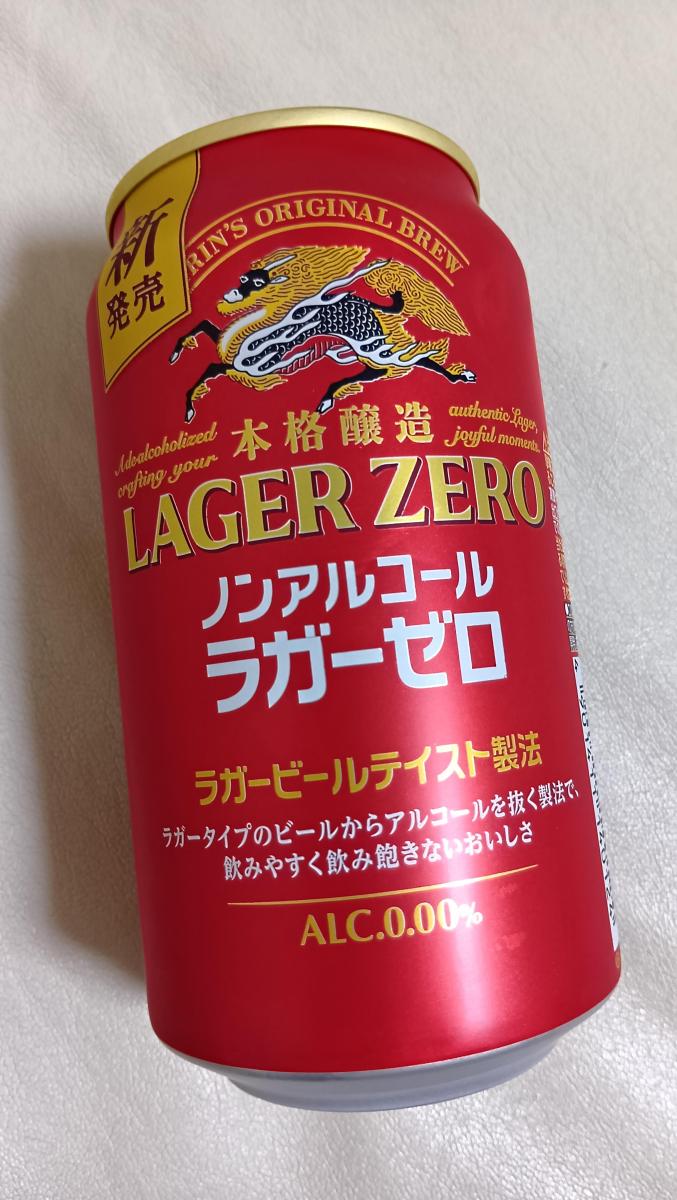 新
発売
RIN'S ORIGINAL BREW
本格醸造
A dealcoholized
crafting your
authentic Lager,
joyful moments.
LAGER ZERO
ノンアルコール
ラガーゼロ
ラガービールテイスト製法
ラガータイプのビールからアルコールを抜く製法で、
飲みやすく飲み飽きないおいしさ
ALC.0.00%